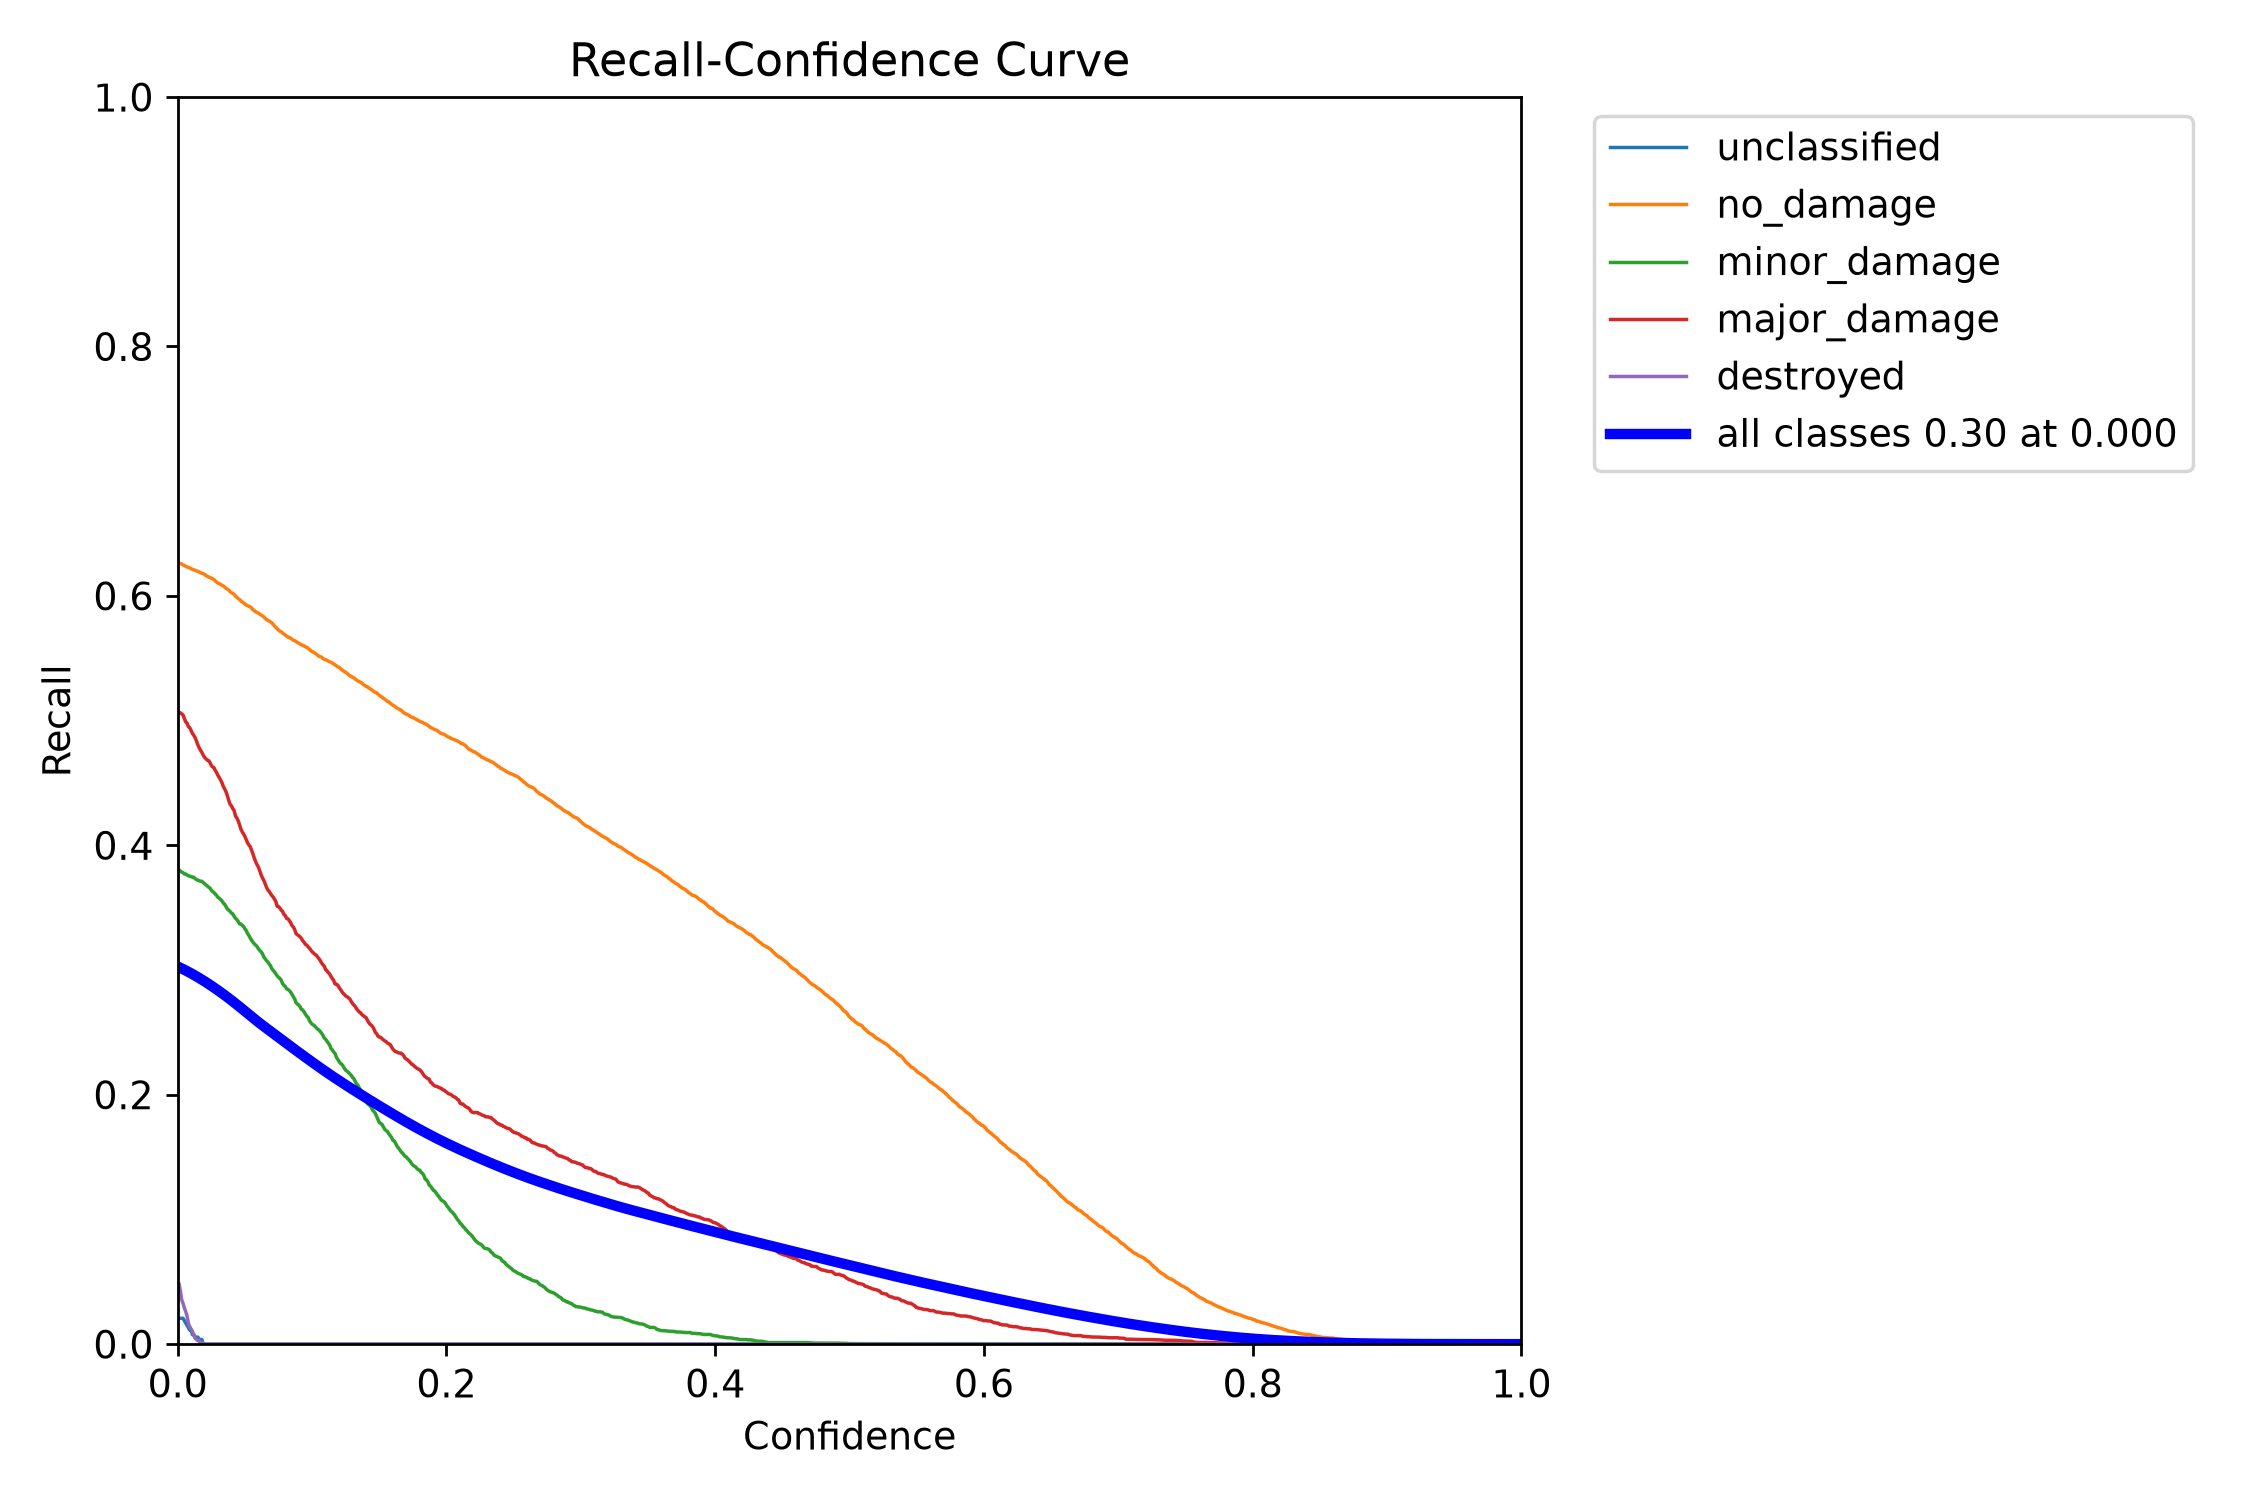 Recall-Confidence Curve
1.0
0.8
0.6
0.4
0.2
0.0
Recall
0.0 0.2 0.4 0.6 0.8 1.0
Confidence
unclassified
no_damage
minor_damage
major_damage
destroyed
all classes 0.30 at 0.000